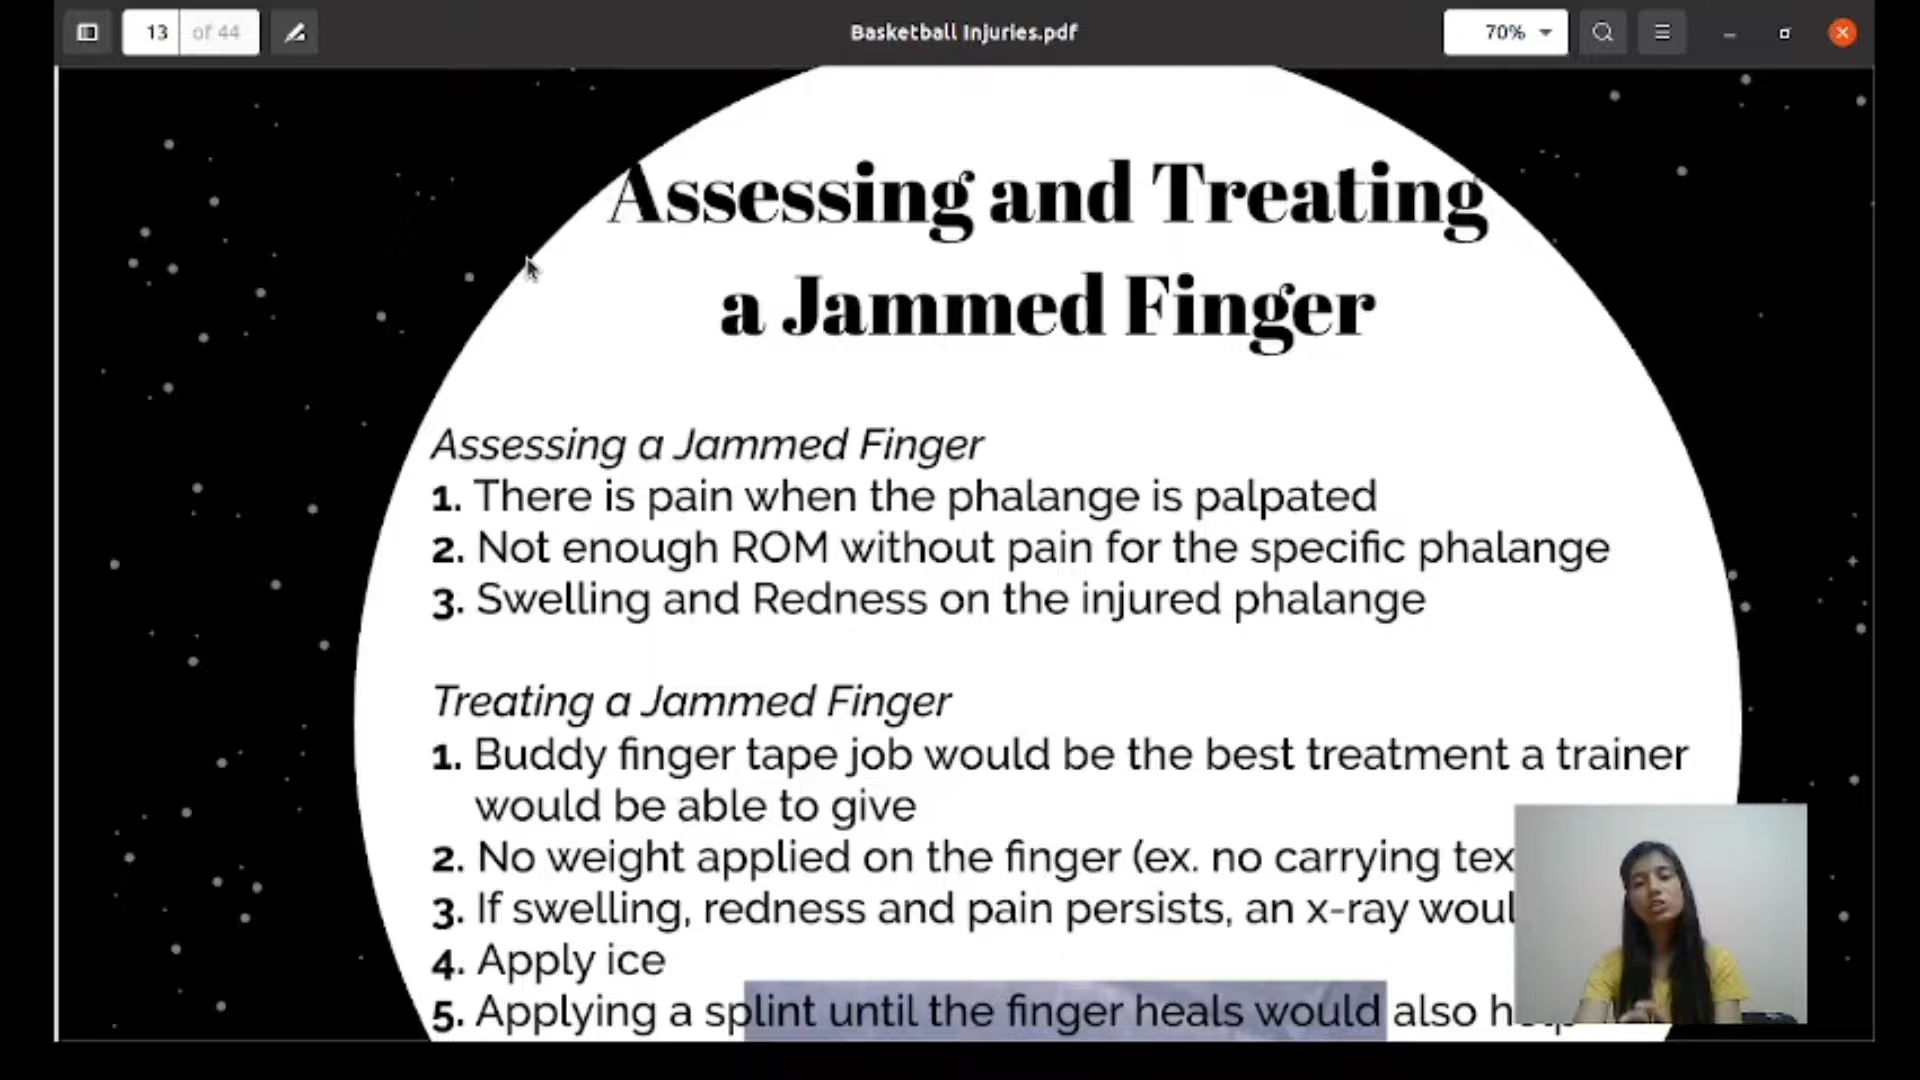 13 of 44
Basketball Injuries.pdf
70%
Assessing and Treating
a Jammed Finger
Assessing a Jammed Finger
1. There is pain when the phalange is palpated
2. Not enough ROM without pain for the specific phalange
3. Swelling and Redness on the injured phalange
Treating a Jammed Finger
1. Buddy finger tape job would be the best treatment a trainer
would be able to give
2. No weight applied on the finger (ex. no carrying
3. If swelling, redness and pain persists, an x-ray
4. Apply ice
5. Applying a splint until the finger heals would also